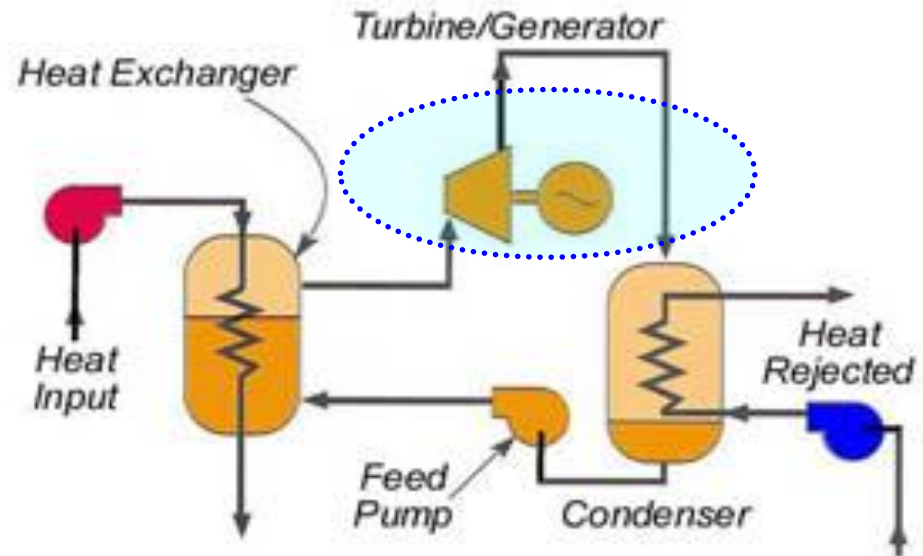 Turbine/Generator
Heat Exchanger
Heat
Input
Heat
Rejected
Feed
Pump
Condenser